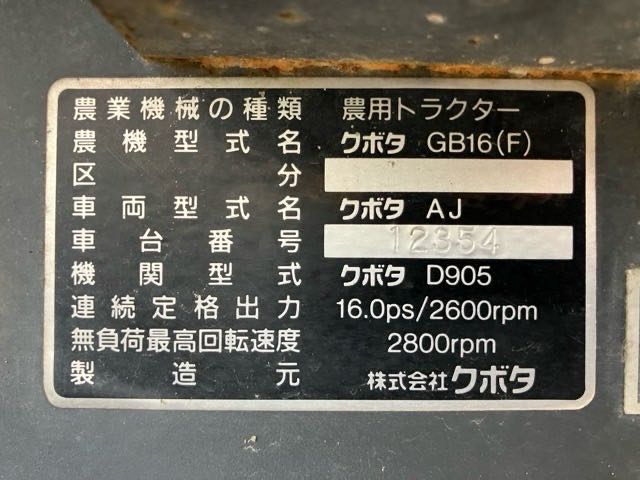 農業機械の種類 農用トラクター
農機型式名 クボタ GB16(F)
区分
車両型式名 クボタ AJ
車台番号 12354
機関型式 クボタ D905
連続定格出力 16.0ps/2600rpm
無負荷最高回転速度 2800rpm
製造元 株式会社クボタ